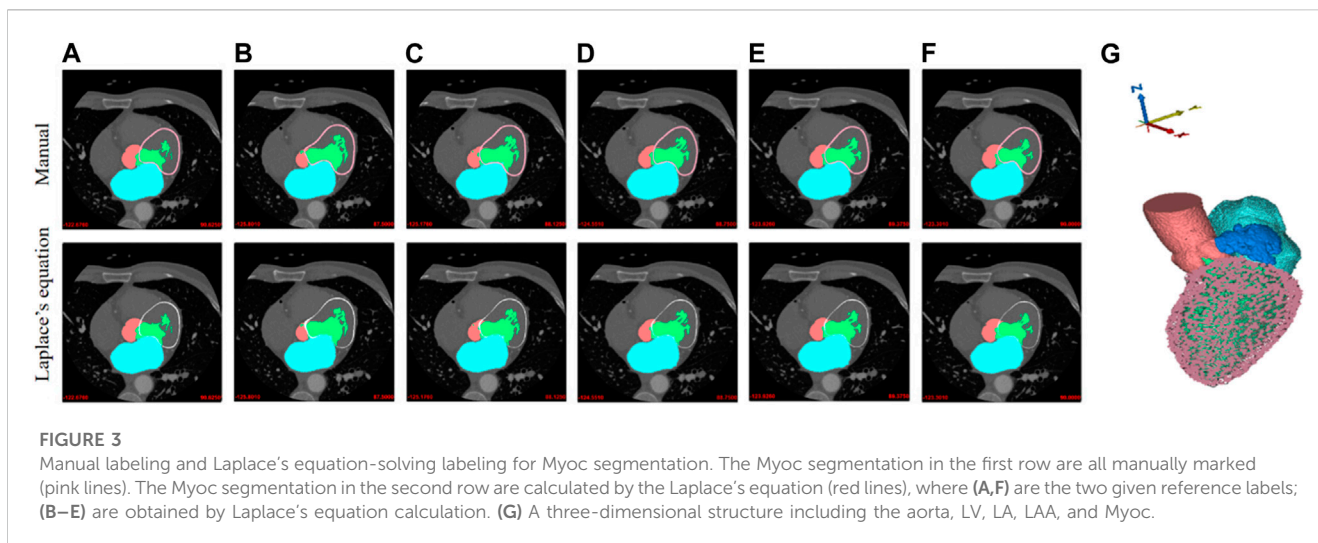 A B C D E F G
Manual
Z
Laplace's equation
FIGURE 3
Manual labeling and Laplace's equation-solving labeling for Myoc segmentation. The Myoc segmentation in the first row are all manually marked
(pink lines). The Myoc segmentation in the second row are calculated by the Laplace's equation (red lines), where (A,F) are the two given reference labels;
(B–E) are obtained by Laplace's equation calculation. (G) A three-dimensional structure including the aorta, LV, LA, LAA, and Myoc.